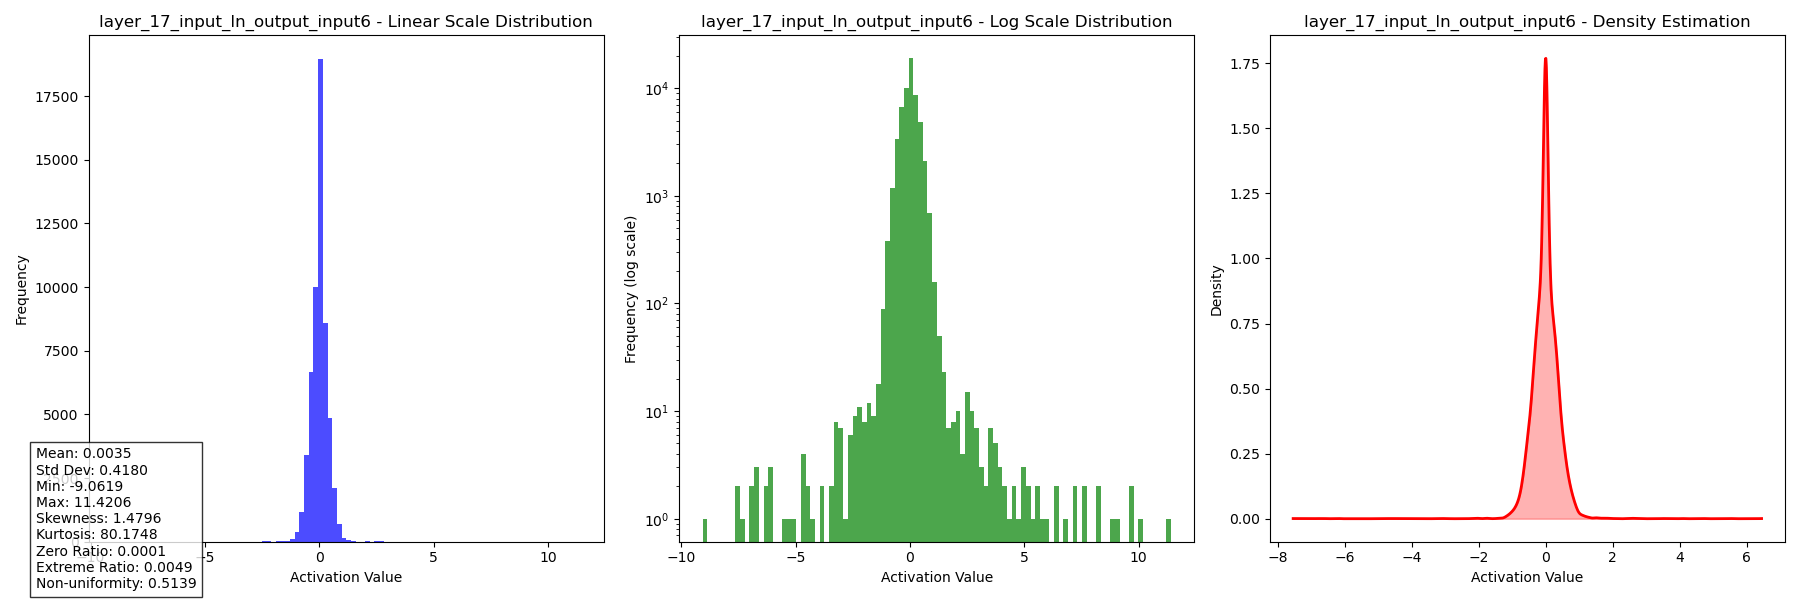 layer_17_input_ln_output_input6 - Linear Scale Distribution
17500
15000
12500
10000
7500
5000
Frequency
−5
0
5
10
Activation Value
Mean: 0.0035
Std Dev: 0.4180
Min: -9.0619
Max: 11.4206
Skewness: 1.4796
Kurtosis: 80.1748
Zero Ratio: 0.0001
Extreme Ratio: 0.0049
Non-uniformity: 0.5139
layer_17_input_ln_output_input6 - Log Scale Distribution
10⁴
10³
10²
10¹
10⁰
Frequency (log scale)
−10
−5
0
5
10
Activation Value
layer_17_input_ln_output_input6 - Density Estimation
1.75
1.50
1.25
1.00
0.75
0.50
0.25
0.00
Density
−8
−6
−4
−2
0
2
4
6
Activation Value